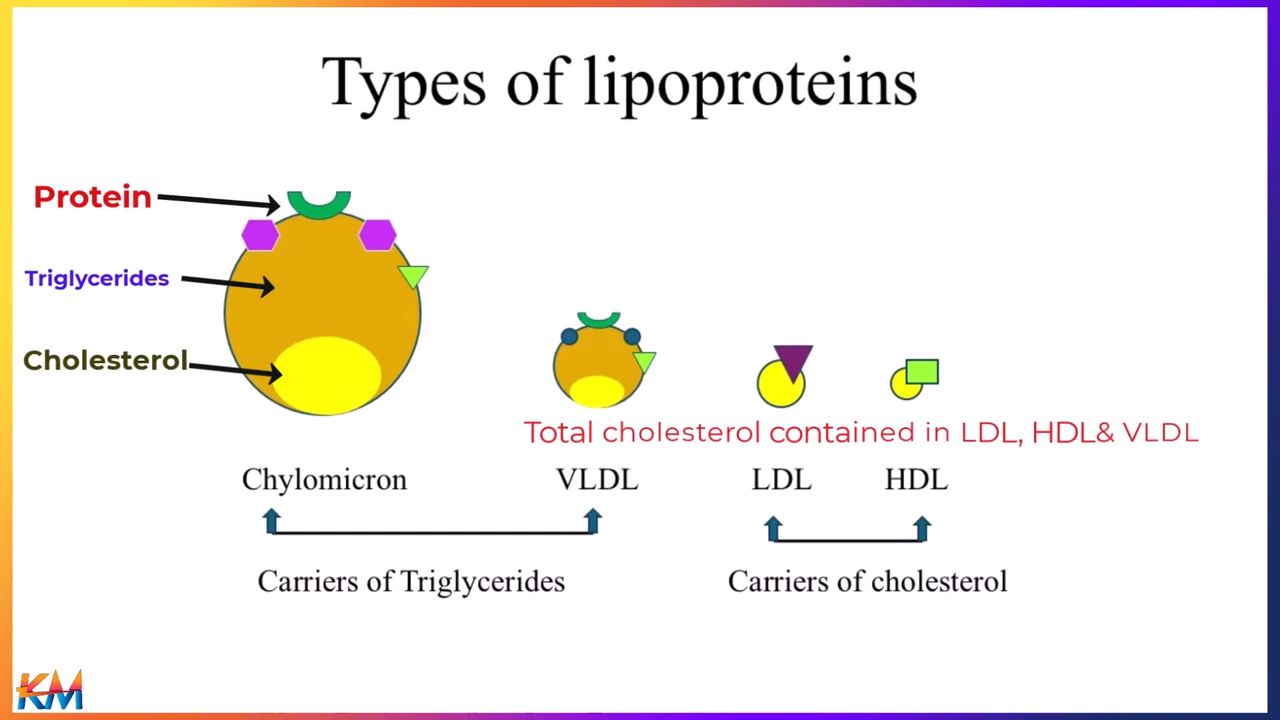 Types of lipoproteins
Protein
Triglycerides
Cholesterol
Total cholesterol contained in LDL, HDL& VLDL
Chylomicron VLDL LDL HDL
Carriers of Triglycerides Carriers of cholesterol
KM